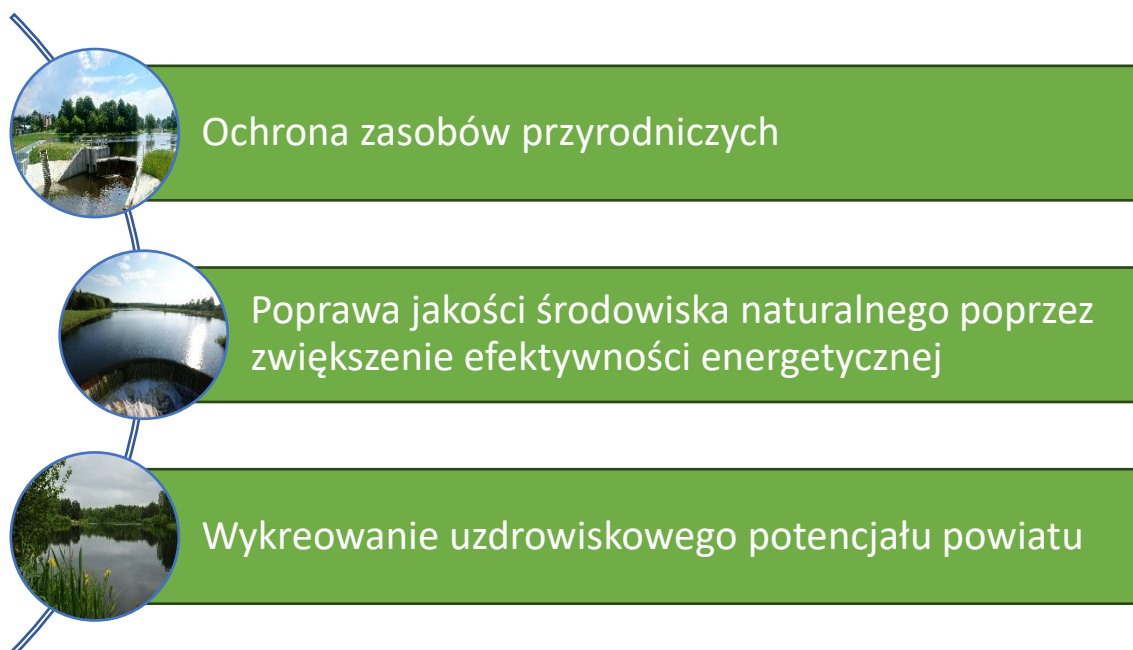 Ochrona zasobów przyrodniczych
Poprawa jakości środowiska naturalnego poprzez
zwiększenie efektywności energetycznej
Wykreowanie uzdrowiskowego potencjału powiatu